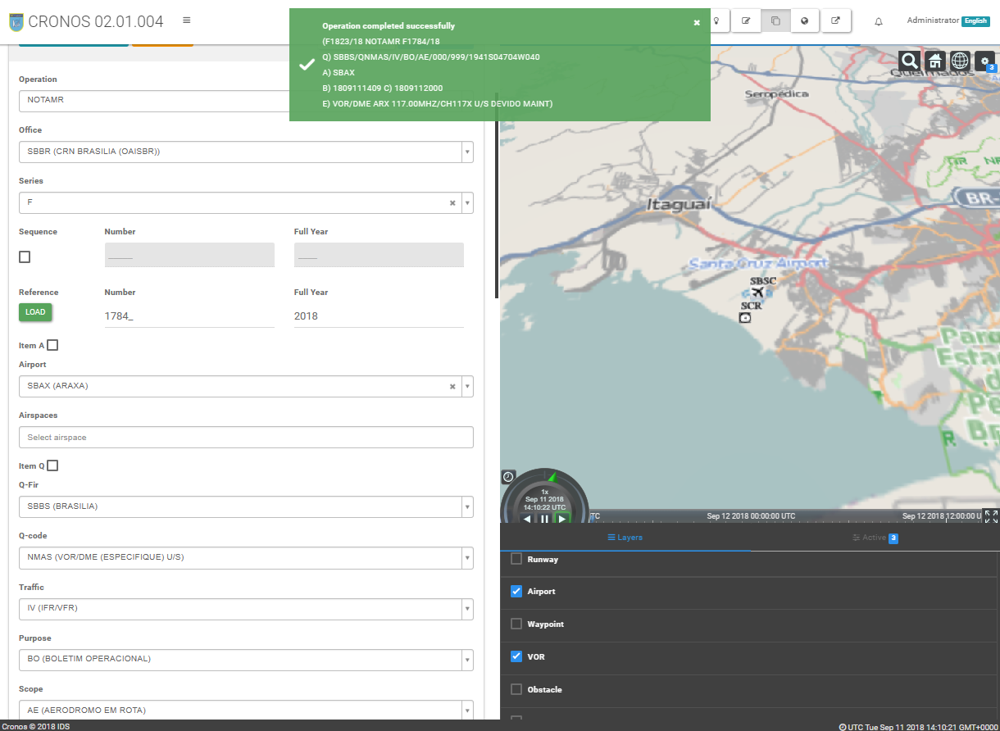 CRONOS 02.01.004
Administrator English
Operation completed successfully
(F1823/18 NOTAMR F1784/18
Q) SBBS/QNMAS/IV/BO/AE/000/999/1941S04704W040
A) SBAX
B) 1809111409 C) 1809112000
E) VOR/DME ARX 117.00MHZ/CH117X U/S DEVIDO MAINT)
Operation
NOTAMR
Office
SBBR (CRN BRASILIA (OAISBR))
Series
F
Sequence Number Full Year
Reference Number Full Year
LOAD 1784_ 2018
Item A
Airport
SBAX (ARAXA)
Airspaces
Select airspace
Item Q
Q-Fir
SBBS (BRASILIA)
Q-code
NMAS (VOR/DME (ESPECIFIQUE) U/S)
Traffic
IV (IFR/VFR)
Purpose
BO (BOLETIM OPERACIONAL)
Scope
AE (AERODROMO EM ROTA)
3
Queimados
Seropédica
BR-
Itaguaí
Santa Cruz Airport
SBSC
SCR
Paro
Esta
d
Pe
Br
1x
Sep 11 2018
14:10:22 UTC
TC Sep 12 2018 00:00:00 UTC Sep 12 2018 12:00:00 U
Layers Active 3
Runway
Airport
Waypoint
VOR
Obstacle
Cronos © 2018 IDS
UTC Tue Sep 11 2018 14:10:21 GMT+0000